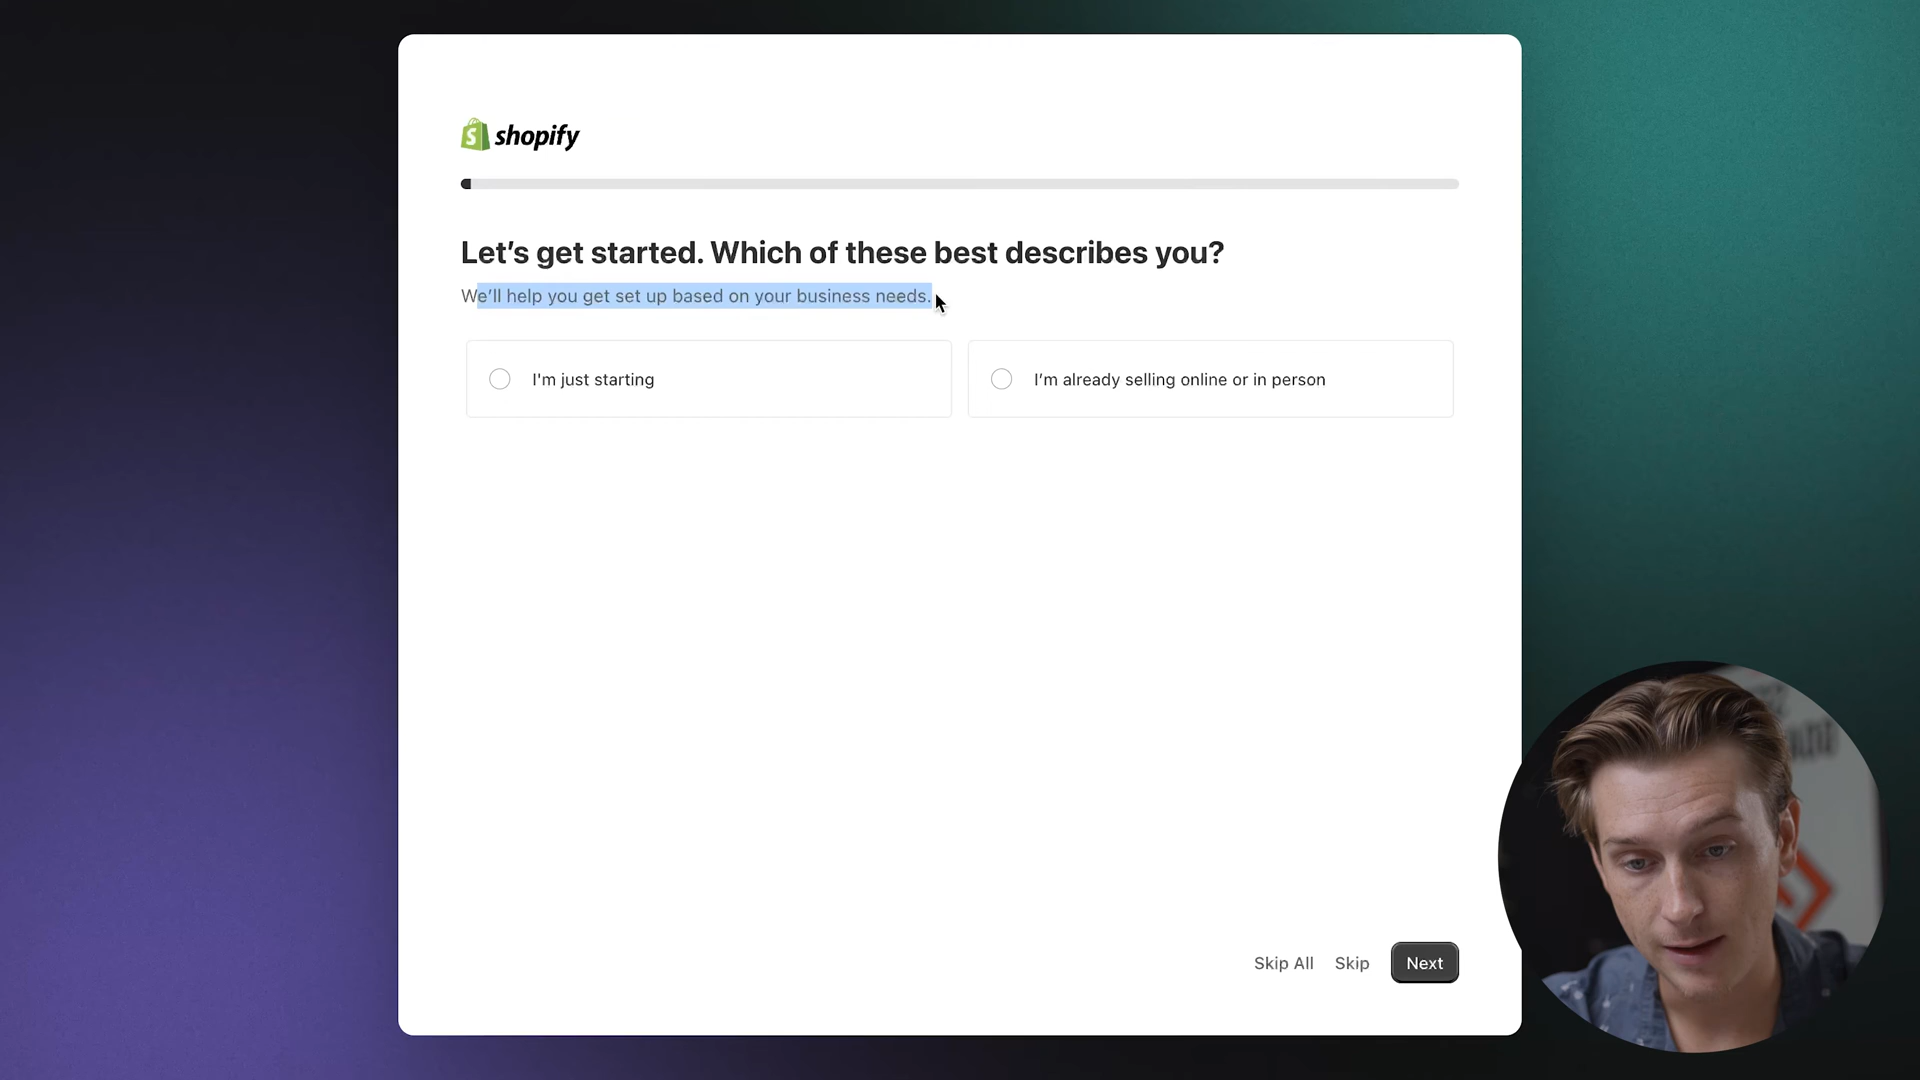 shopify
Let’s get started. Which of these best describes you?
We’ll help you get set up based on your business needs.
I'm just starting
I’m already selling online or in person
Skip All
Skip
Next